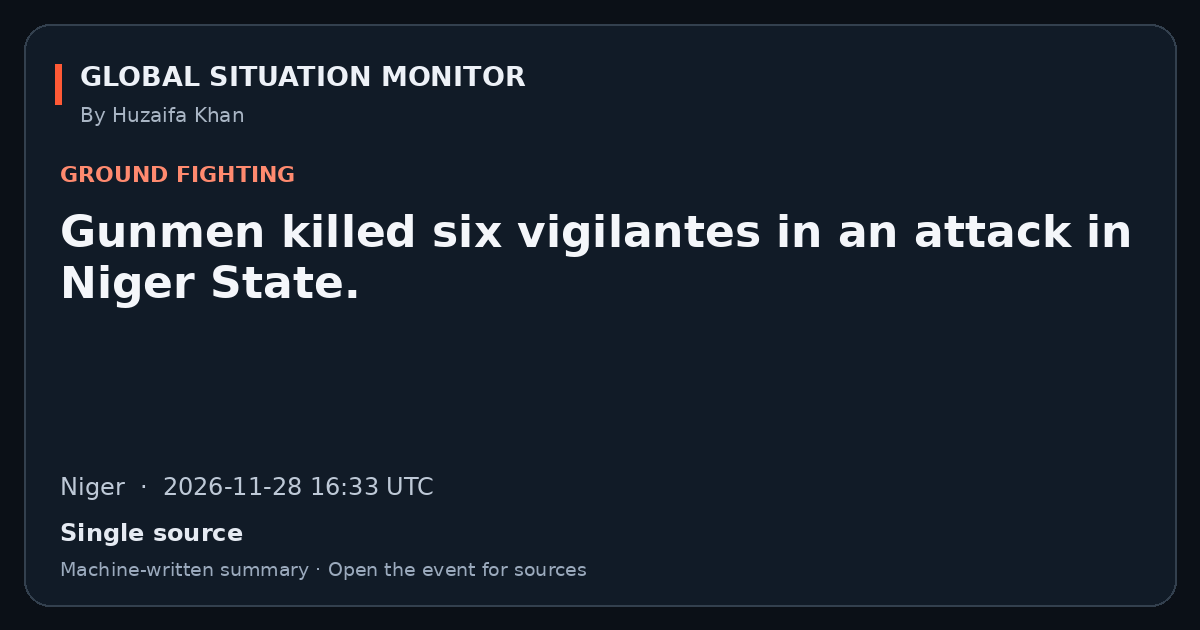 GLOBAL SITUATION MONITOR
By Huzaifa Khan
GROUND FIGHTING
Gunmen killed six vigilantes in an attack in
Niger State.
Niger · 2026-11-28 16:33 UTC
Single source
Machine-written summary · Open the event for sources